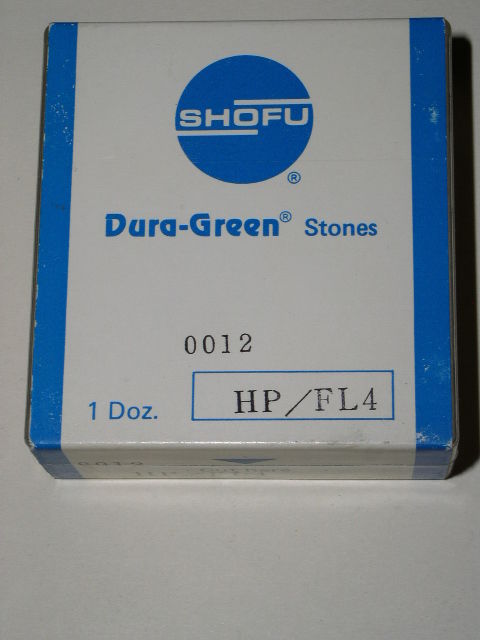 SHOFU
®
Dura-Green® Stones
0012
1 Doz. HP/FL4